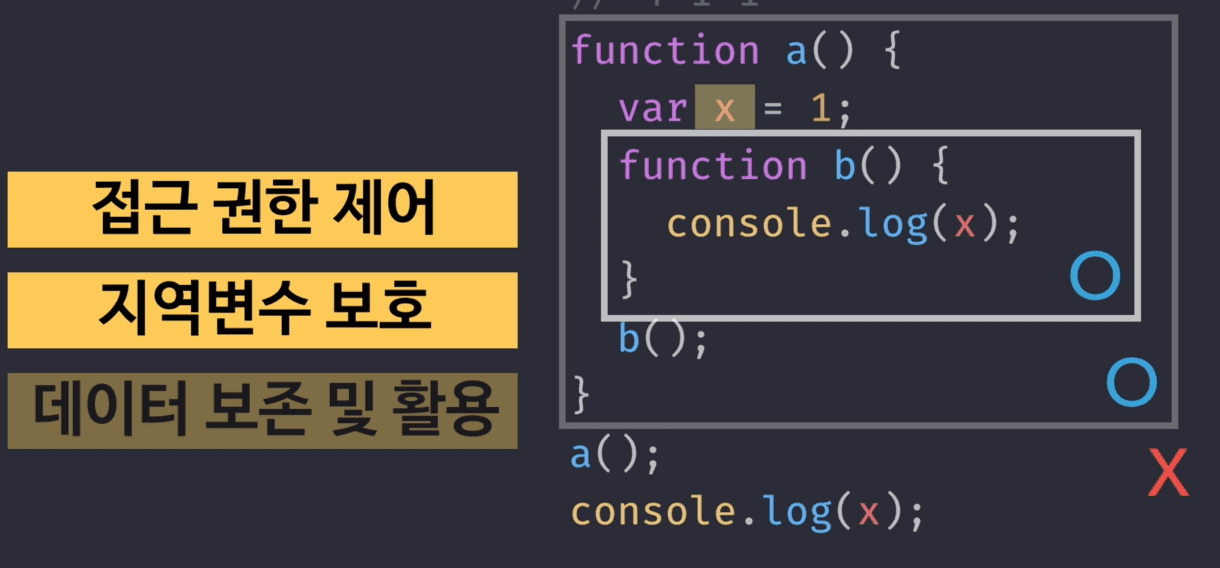 접근 권한 제어
지역변수 보호
데이터 보존 및 활용
function a() {
var x = 1;
function b() {
console.log(x);
}
b();
}
a();
console.log(x);
O
O
X